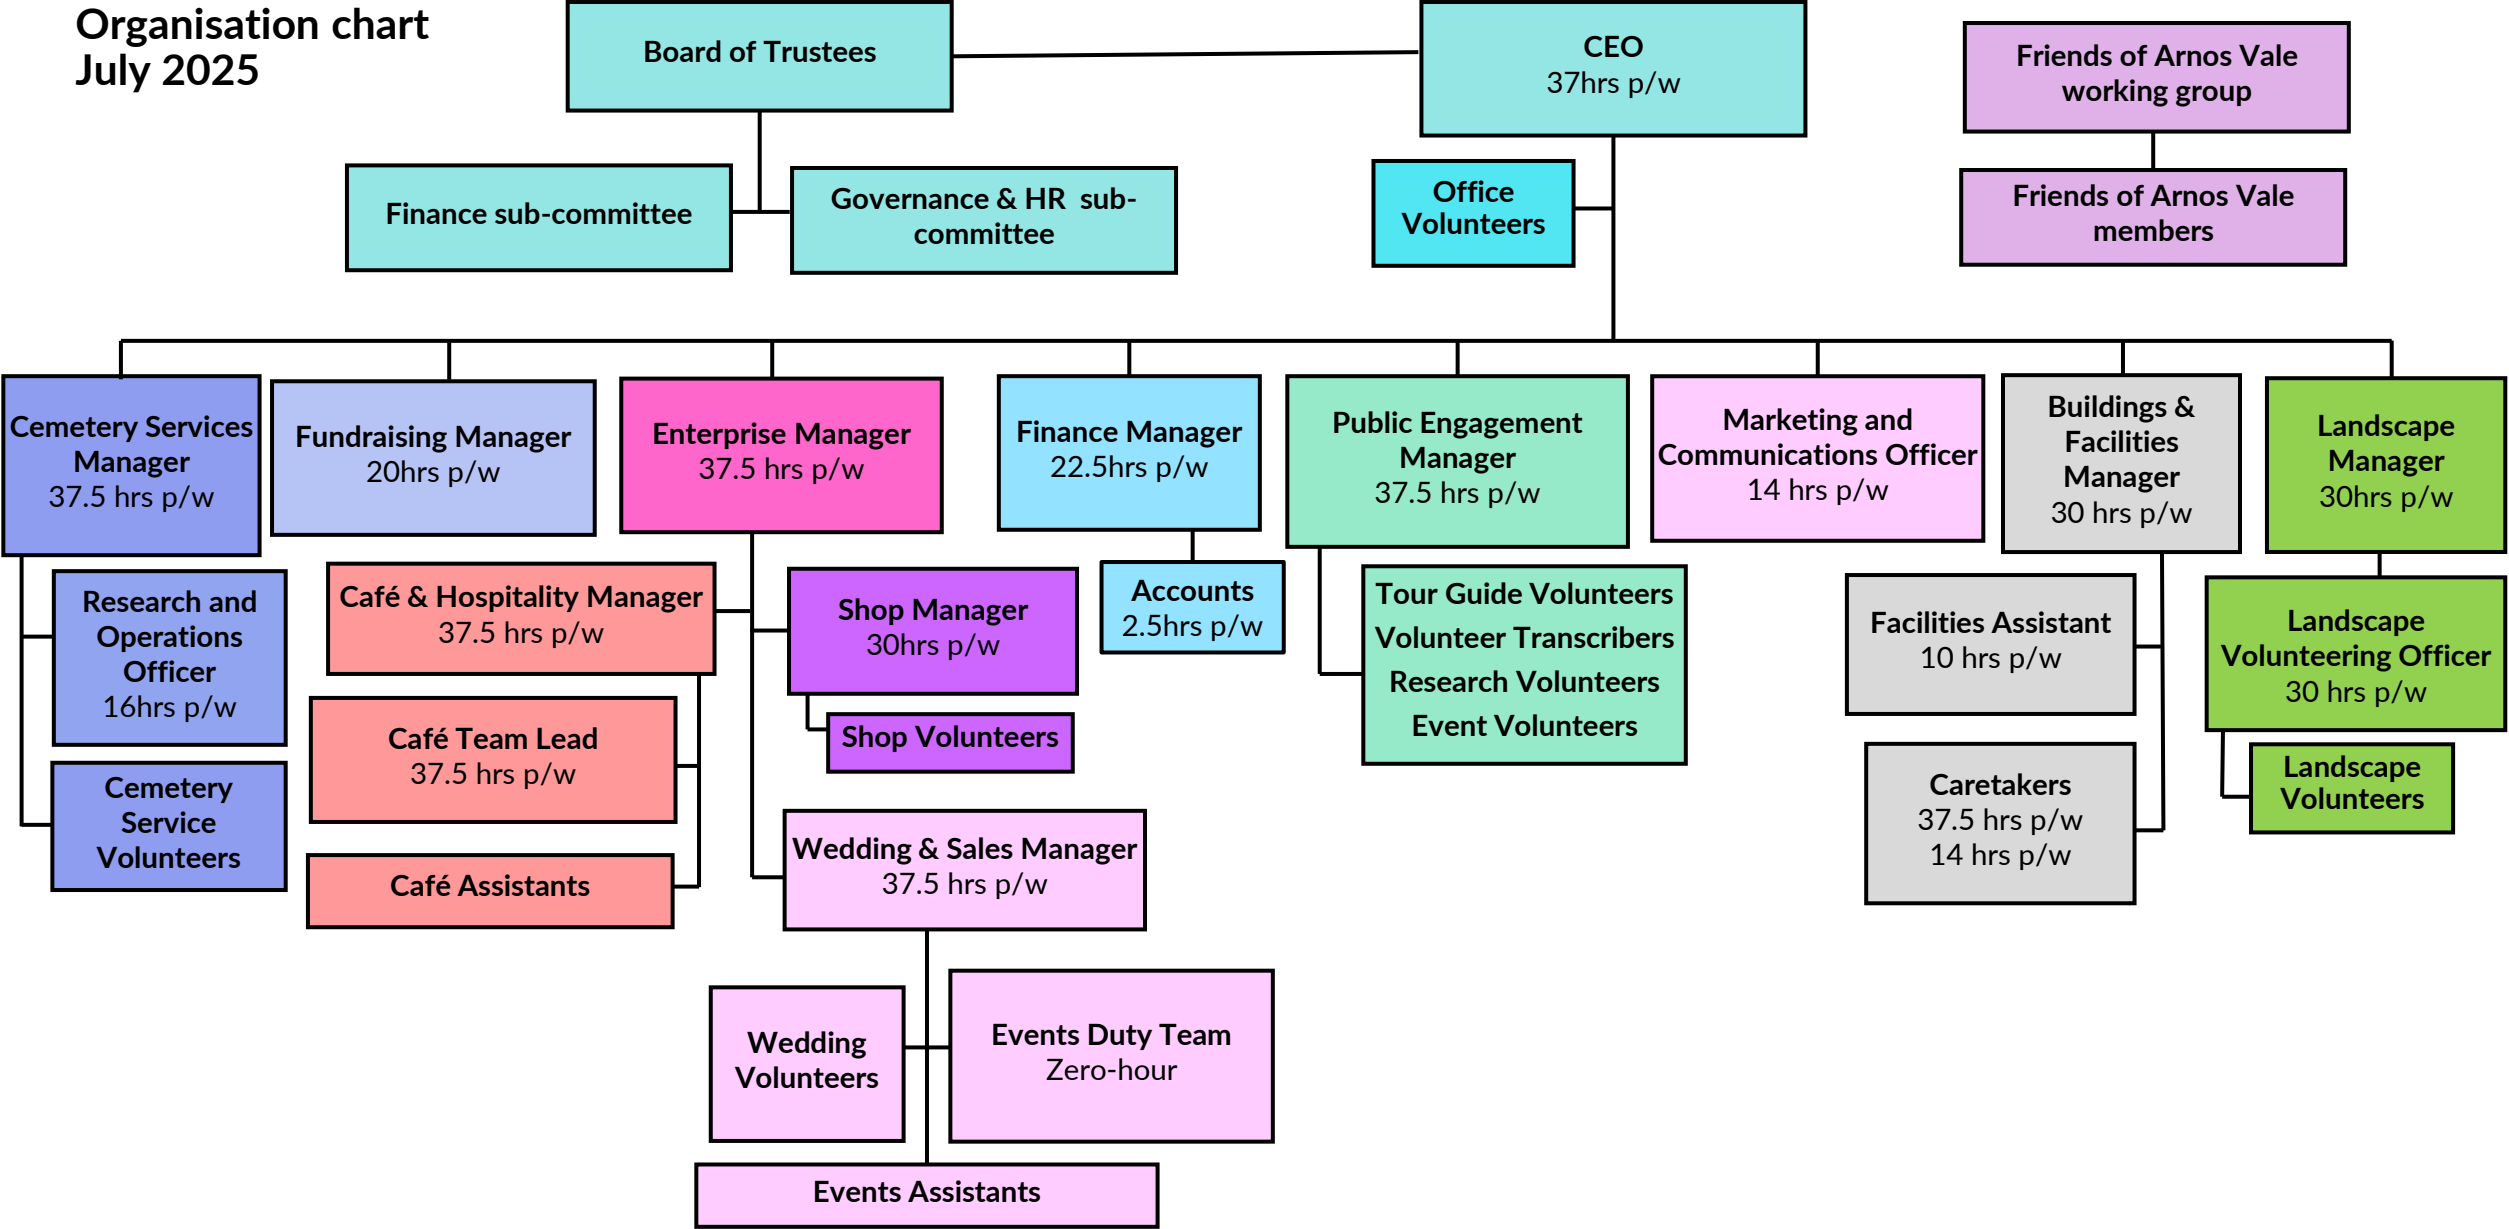 Organisation chart
July 2025
Board of Trustees
CEO
37hrs p/w
Friends of Arnos Vale
working group
Finance sub-committee
Governance & HR  sub-
committee
Office
Volunteers
Friends of Arnos Vale
members
Cemetery Services
Manager
37.5 hrs p/w
Fundraising Manager
20hrs p/w
Enterprise Manager
37.5 hrs p/w
Finance Manager
22.5hrs p/w
Public Engagement
Manager
37.5 hrs p/w
Marketing and
Communications Officer
14 hrs p/w
Buildings &
Facilities
Manager
30 hrs p/w
Landscape
Manager
30hrs p/w
Research and
Operations
Officer
16hrs p/w
Cemetery
Service
Volunteers
Café & Hospitality Manager
37.5 hrs p/w
Café Team Lead
37.5 hrs p/w
Café Assistants
Shop Manager
30hrs p/w
Shop Volunteers
Wedding & Sales Manager
37.5 hrs p/w
Wedding
Volunteers
Events Duty Team
Zero-hour
Events Assistants
Accounts
2.5hrs p/w
Tour Guide Volunteers
Volunteer Transcribers
Research Volunteers
Event Volunteers
Facilities Assistant
10 hrs p/w
Caretakers
37.5 hrs p/w
14 hrs p/w
Landscape
Volunteering Officer
30 hrs p/w
Landscape
Volunteers